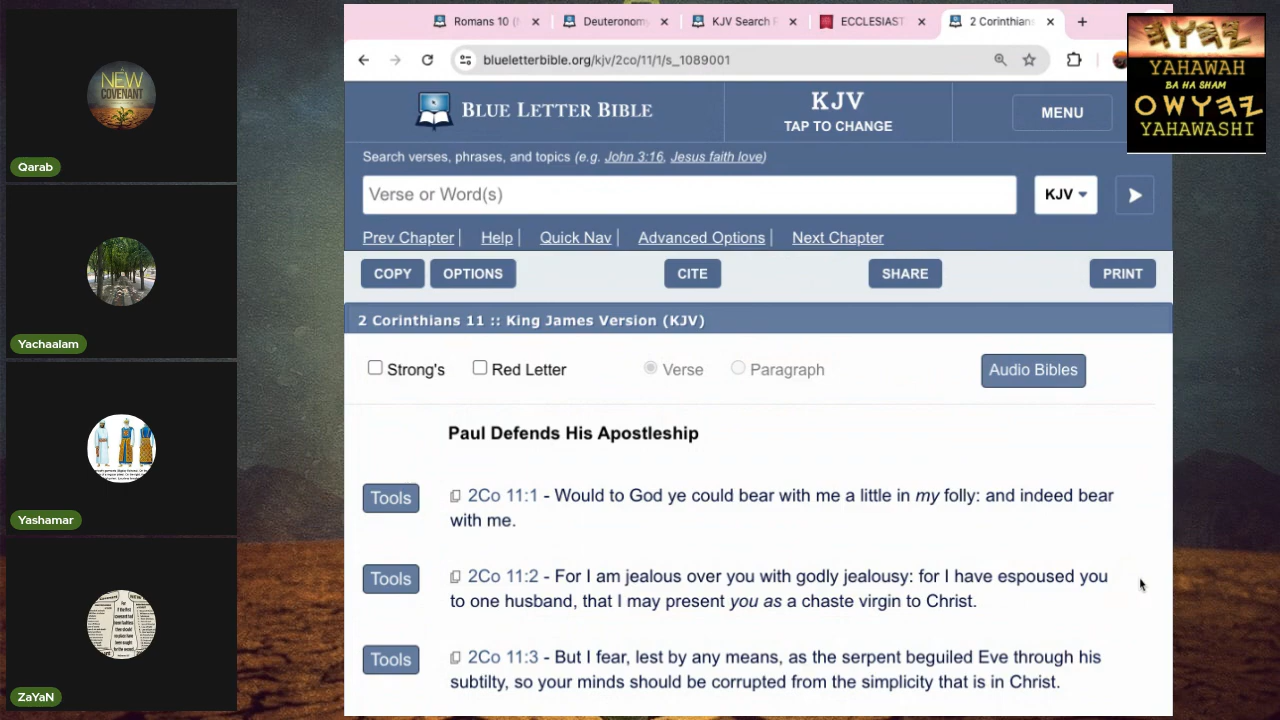 A
NEW
COVENANT
Qarab
Yachaalam
Yashamar
ZaYaN
Romans 10 (
Deuteronomy
KJV Search
ECCLESIAST
2 Corinthian
blueletterbible.org/kjv/2co/11/1/s_1089001
BLUE LETTER BIBLE
KJV
TAP TO CHANGE
MENU
Search verses, phrases, and topics (e.g. John 3:16, Jesus faith love)
Verse or Word(s)
KJV
Prev Chapter| Help| Quick Nav| Advanced Options| Next Chapter
COPY OPTIONS CITE SHARE PRINT
2 Corinthians 11 :: King James Version (KJV)
Strong's Red Letter Verse Paragraph Audio Bibles
Paul Defends His Apostleship
Tools
2Co 11:1 - Would to God ye could bear with me a little in my folly: and indeed bear
with me.
Tools
2Co 11:2 - For I am jealous over you with godly jealousy: for I have espoused you
to one husband, that I may present you as a chaste virgin to Christ.
Tools
2Co 11:3 - But I fear, lest by any means, as the serpent beguiled Eve through his
subtilty, so your minds should be corrupted from the simplicity that is in Christ.
YAHAWAH
BA HA SHAM
YAHAWASHI